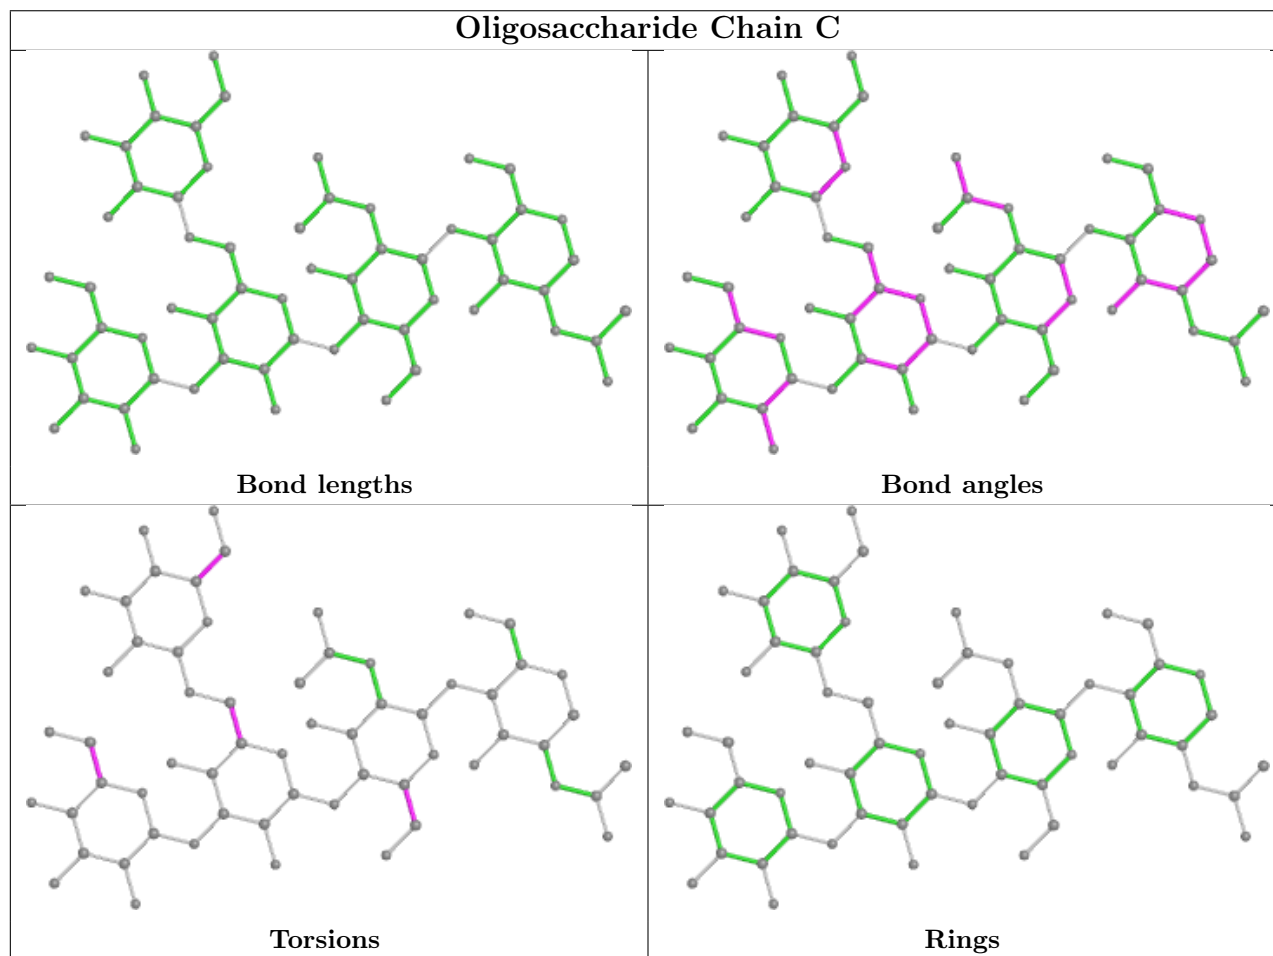 Oligosaccharide Chain C
Bond lengths
Bond angles
Torsions
Rings